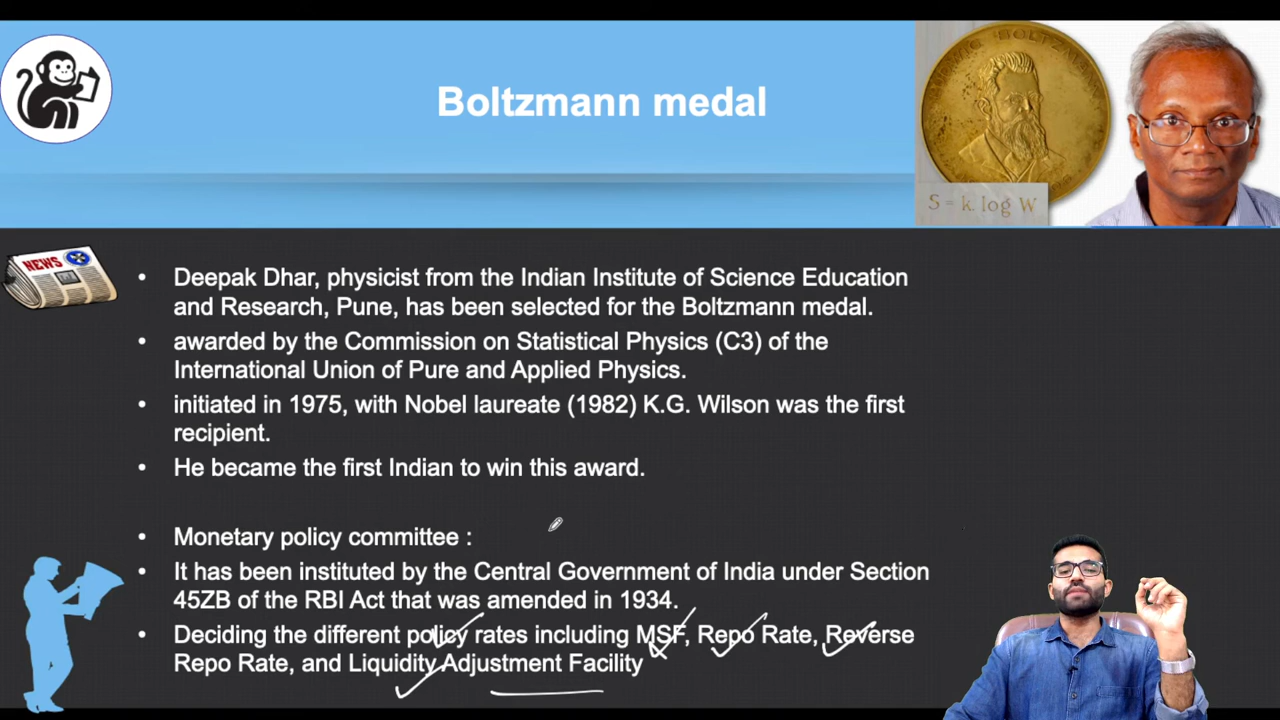 Boltzmann medal
S = k. log W
NEWS
• Deepak Dhar, physicist from the Indian Institute of Science Education
and Research, Pune, has been selected for the Boltzmann medal.
• awarded by the Commission on Statistical Physics (C3) of the
International Union of Pure and Applied Physics.
• initiated in 1975, with Nobel laureate (1982) K.G. Wilson was the first
recipient.
• He became the first Indian to win this award.
• Monetary policy committee :
• It has been instituted by the Central Government of India under Section
45ZB of the RBI Act that was amended in 1934.
• Deciding the different policy rates including MSF, Repo Rate, Reverse
Repo Rate, and Liquidity Adjustment Facility